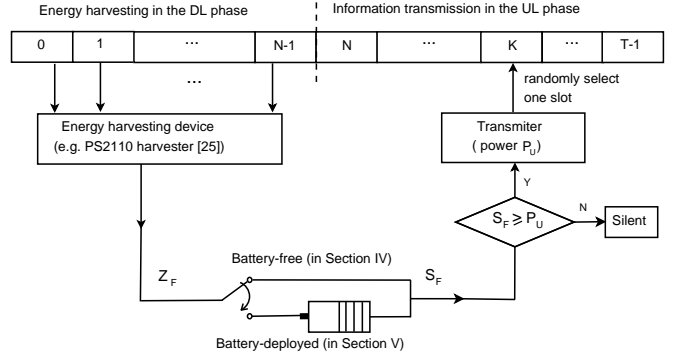 Energy harvesting in the DL phase
Information transmission in the UL phase
0 1 ... N-1 N ... K ... T-1
...
randomly select
one slot
Energy harvesting device
(e.g. PS2110 harvester [25])
Transmiter
( power P_U)
Y
N
S_F ≥ P_U
Silent
Battery-free (in Section IV)
Z_F
S_F
Battery-deployed (in Section V)